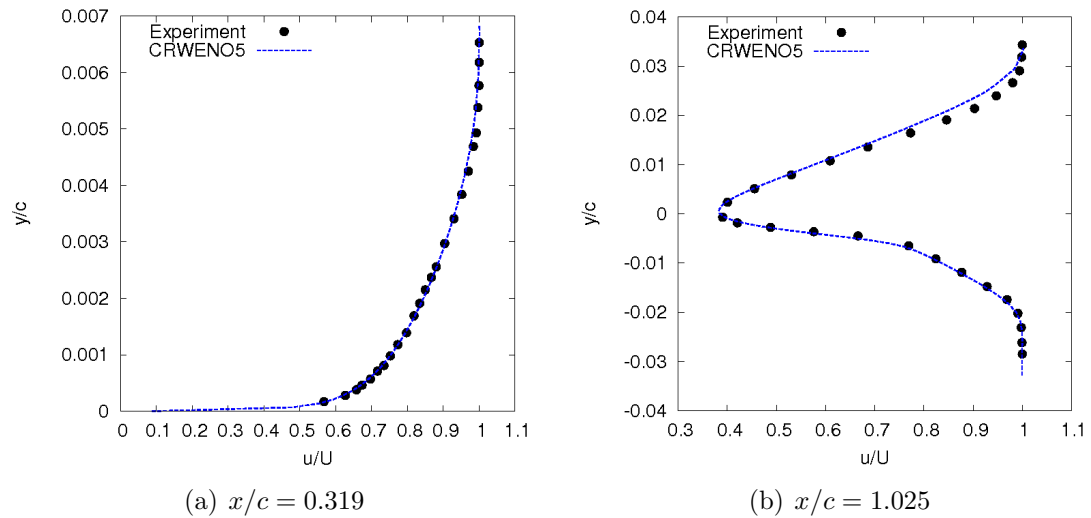 0.007
0.006
0.005
0.004
0.003
0.002
0.001
0
y/c
Experiment
CRWENO5
0 0.1 0.2 0.3 0.4 0.5 0.6 0.7 0.8 0.9 1 1.1
u/U
(a) x/c = 0.319
0.04
0.03
0.02
0.01
0
-0.01
-0.02
-0.03
-0.04
y/c
Experiment
CRWENO5
0.3 0.4 0.5 0.6 0.7 0.8 0.9 1 1.1
u/U
(b) x/c = 1.025